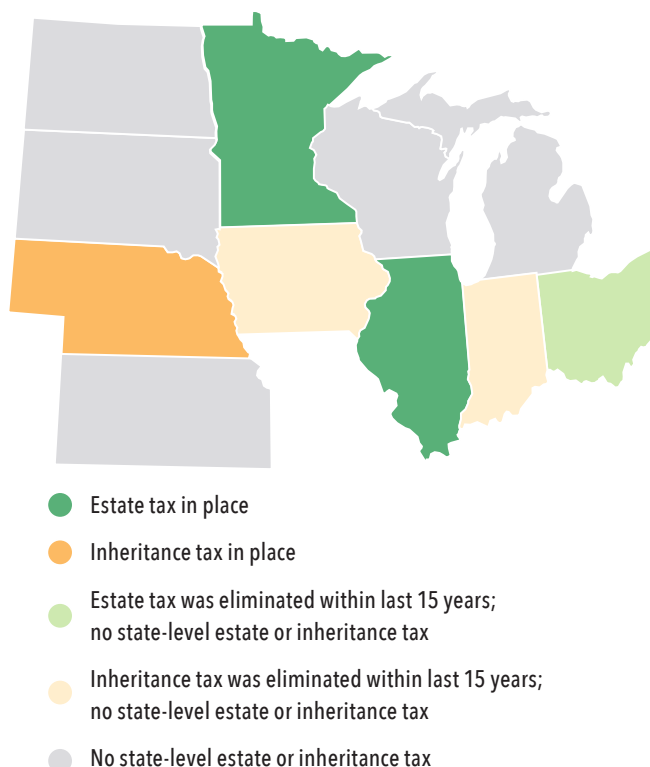 Estate tax in place
Inheritance tax in place
Estate tax was eliminated within last 15 years;
no state-level estate or inheritance tax
Inheritance tax was eliminated within last 15 years;
no state-level estate or inheritance tax
No state-level estate or inheritance tax